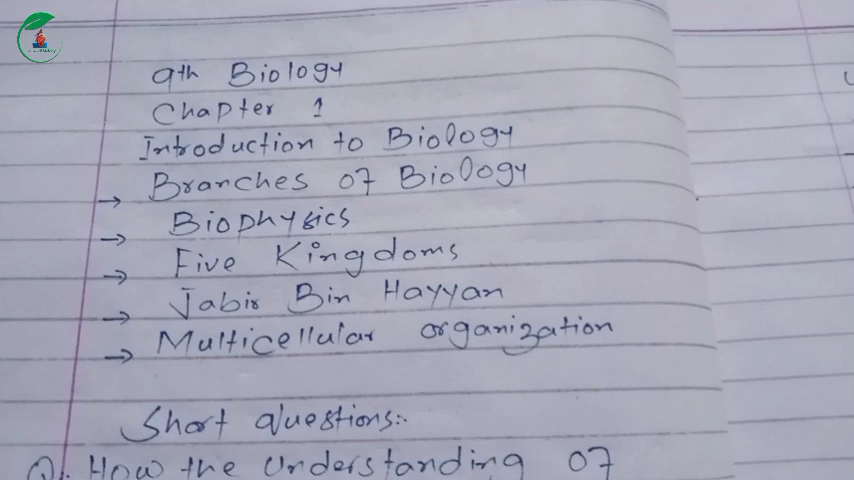 9th Biology
Chapter 1
Introduction to Biology
→ Branches of Biology
→ Biophysics
→ Five Kingdoms
→ Jabir Bin Hayyan
→ Multicellular organization
Short Questions:.
Q1. How the Understanding of